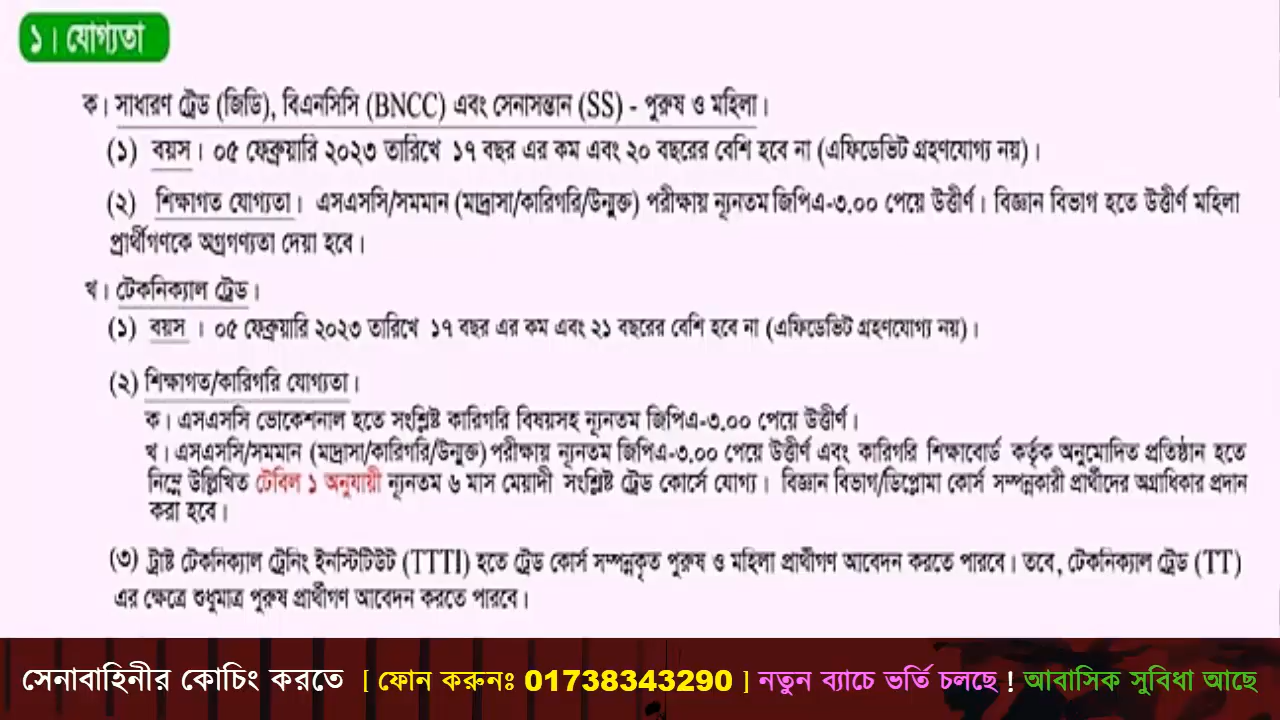 ১। যোগ্যতা
ক। সাধারণ ট্রেড (জিডি), বিএনসিসি (BNCC) এবং সেনাসন্তান (SS) - পুরুষ ও মহিলা।
(১) বয়স। ০৫ ফেব্রুয়ারি ২০২৩ তারিখে ১৭ বছর এর কম এবং ২০ বছরের বেশি হবে না (এফিডেভিট গ্রহণযোগ্য নয়)।
(২) শিক্ষাগত যোগ্যতা। এসএসসি/সমমান (মাদ্রাসা/কারিগরি/উন্মুক্ত) পরীক্ষায় ন্যূনতম জিপিএ-৩.০০ পেয়ে উত্তীর্ণ। বিজ্ঞান বিভাগ হতে উত্তীর্ণ মহিলা
প্রার্থীগণকে অগ্রগণ্যতা দেয়া হবে।
খ। টেকনিক্যাল ট্রেড।
(১) বয়স । ০৫ ফেব্রুয়ারি ২০২৩ তারিখে ১৭ বছর এর কম এবং ২১ বছরের বেশি হবে না (এফিডেভিট গ্রহণযোগ্য নয়)।
(২) শিক্ষাগত/কারিগরি যোগ্যতা।
ক। এসএসসি ভোকেশনাল হতে সংশ্লিষ্ট কারিগরি বিষয়সহ ন্যূনতম জিপিএ-৩.০০ পেয়ে উত্তীর্ণ।
খ। এসএসসি/সমমান (মাদ্রাসা/কারিগরি/উন্মুক্ত) পরীক্ষায় ন্যূনতম জিপিএ-৩.০০ পেয়ে উত্তীর্ণ এবং কারিগরি শিক্ষাবোর্ড কর্তৃক অনুমোদিত প্রতিষ্ঠান হতে
নিম্নে উল্লিখিত টেবিল ১ অনুযায়ী ন্যূনতম ৬ মাস মেয়াদী সংশ্লিষ্ট ট্রেড কোর্সে যোগ্য। বিজ্ঞান বিভাগ/ডিপ্লোমা কোর্স সম্পন্নকারী প্রার্থীদের অগ্রাধিকার প্রদান
করা হবে।
(৩) ট্রাষ্ট টেকনিক্যাল ট্রেনিং ইনস্টিটিউট (TTTI) হতে ট্রেড কোর্স সম্পন্নকৃত পুরুষ ও মহিলা প্রার্থীগণ আবেদন করতে পারবে। তবে, টেকনিক্যাল ট্রেড (TT)
এর ক্ষেত্রে শুধুমাত্র পুরুষ প্রার্থীগণ আবেদন করতে পারবে।
সেনাবাহিনীর কোচিং করতে [ ফোন করুনঃ 01738343290 ] নতুন ব্যাচে ভর্তি চলছে ! আবাসিক সুবিধা আছে